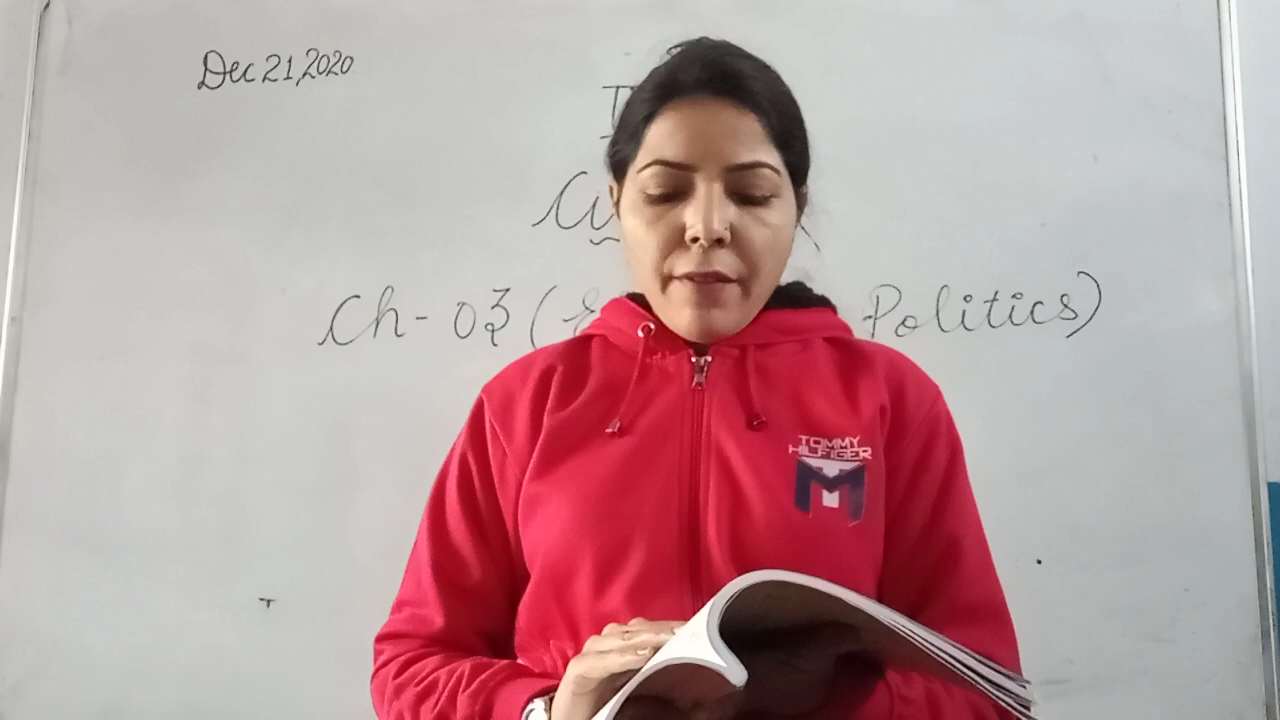 Dec 21, 2020
Ch- 03 ( Politics)
TOMMY
HILFIGER